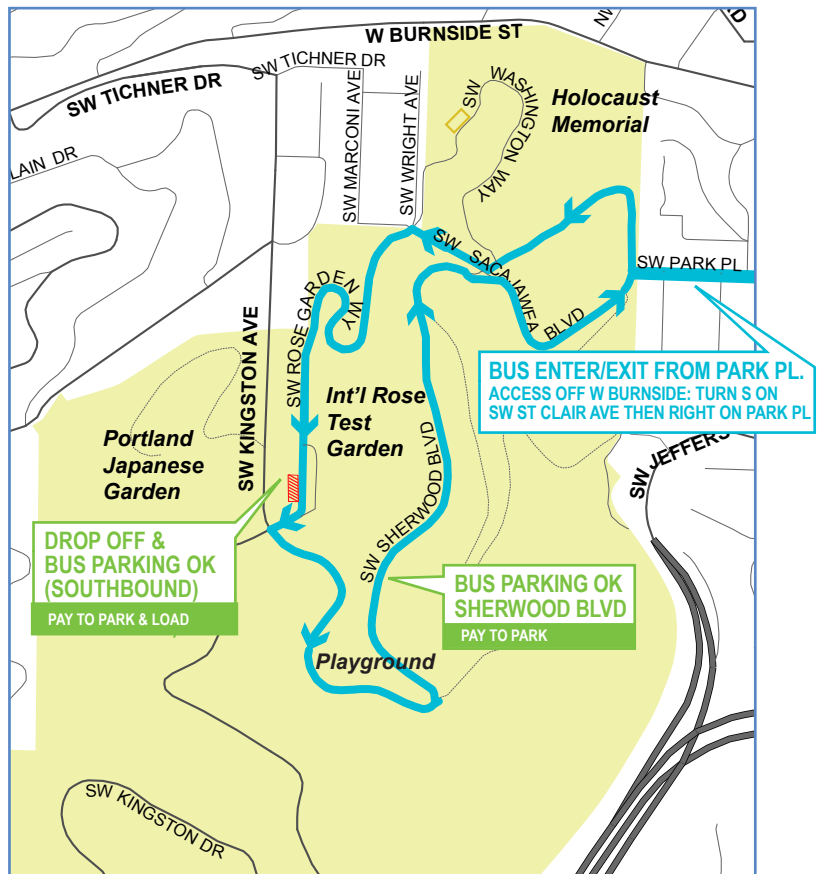 W BURNSIDE ST
SW TICHNER DR
SW TICHNER DR
NW
RD
LAIN DR
SW MARCONI AVE
SW WRIGHT AVE
SW WASHINGTON WAY
Holocaust
Memorial
SW SACAJAWEA BLVD
SW PARK PL
SW ROSE GARDEN WY
SW KINGSTON AVE
BUS ENTER/EXIT FROM PARK PL.
ACCESS OFF W BURNSIDE: TURN S ON
SW ST CLAIR AVE THEN RIGHT ON PARK PL
Int'l Rose
Test
Garden
Portland
Japanese
Garden
SW SHERWOOD BLVD
SW JEFFERS
DROP OFF &
BUS PARKING OK
(SOUTHBOUND)
PAY TO PARK & LOAD
BUS PARKING OK
SHERWOOD BLVD
PAY TO PARK
Playground
SW KINGSTON DR